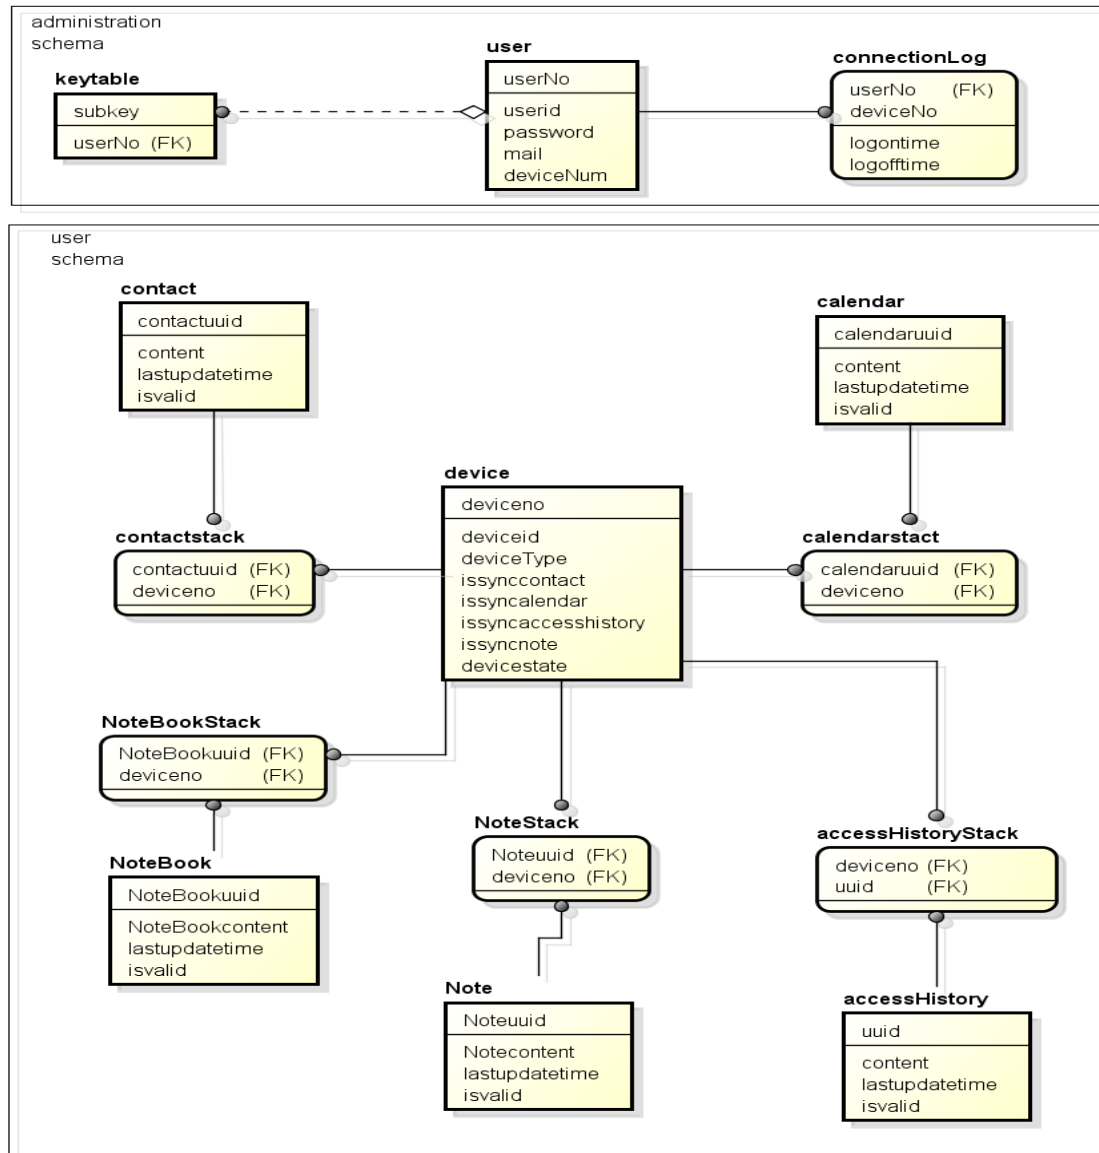 administration
schema
keytable
subkey
userNo (FK)
user
userNo
userid
password
mail
deviceNum
connectionLog
userNo (FK)
deviceNo
logontime
logofftime
user
schema
contact
contactuuid
content
lastupdatetime
isvalid
calendar
calendaruuid
content
lastupdatetime
isvalid
device
deviceno
deviceid
deviceType
issynccontact
issyncalendar
issyncaccesshistory
issyncnote
devicestate
contactstack
contactuuid (FK)
deviceno (FK)
calendarstact
calendaruuid (FK)
deviceno (FK)
NoteBookStack
NoteBookuuid (FK)
deviceno (FK)
NoteBook
NoteBookuuid
NoteBookcontent
lastupdatetime
isvalid
NoteStack
Noteuuid (FK)
deviceno (FK)
Note
Noteuuid
Notecontent
lastupdatetime
isvalid
accessHistoryStack
deviceno (FK)
uuid (FK)
accessHistory
uuid
content
lastupdatetime
isvalid